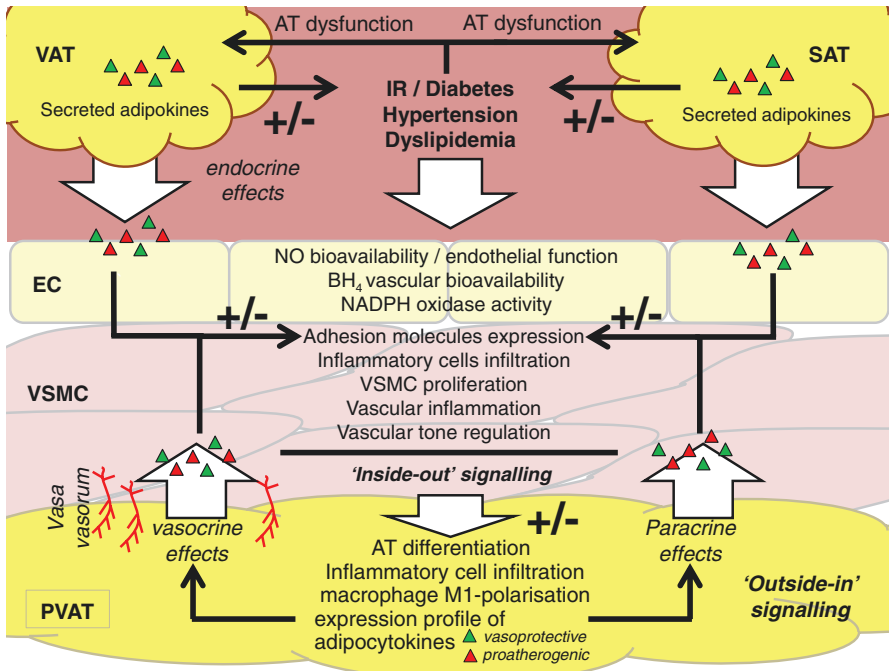 AT dysfunction
AT dysfunction
VAT
SAT
Secreted adipokines
Secreted adipokines
+/-
+/-
IR / Diabetes
Hypertension
Dyslipidemia
endocrine
effects
EC
NO bioavailability / endothelial function
BH4 vascular bioavailability
NADPH oxidase activity
+/-
+/-
Adhesion molecules expression
Inflammatory cells infiltration
VSMC proliferation
Vascular inflammation
Vascular tone regulation
VSMC
'Inside-out' signalling
+/-
Vasa
vasorum
vasocrine
effects
Paracrine
effects
AT differentiation
Inflammatory cell infiltration
macrophage M1-polarisation
expression profile of
adipocytokines
vasoprotective
proatherogenic
PVAT
'Outside-in'
signalling